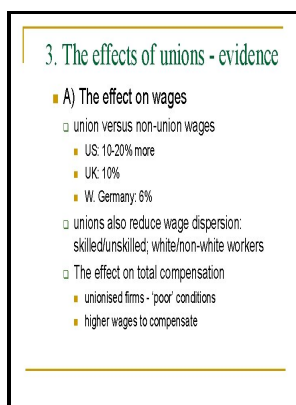 3. The effects of unions - evidence
A) The effect on wages
union versus non-union wages
US: 10-20% more
UK: 10%
W. Germany: 6%
unions also reduce wage dispersion:
skilled/unskilled; white/non-white workers
The effect on total compensation
unionised firms - 'poor' conditions
higher wages to compensate